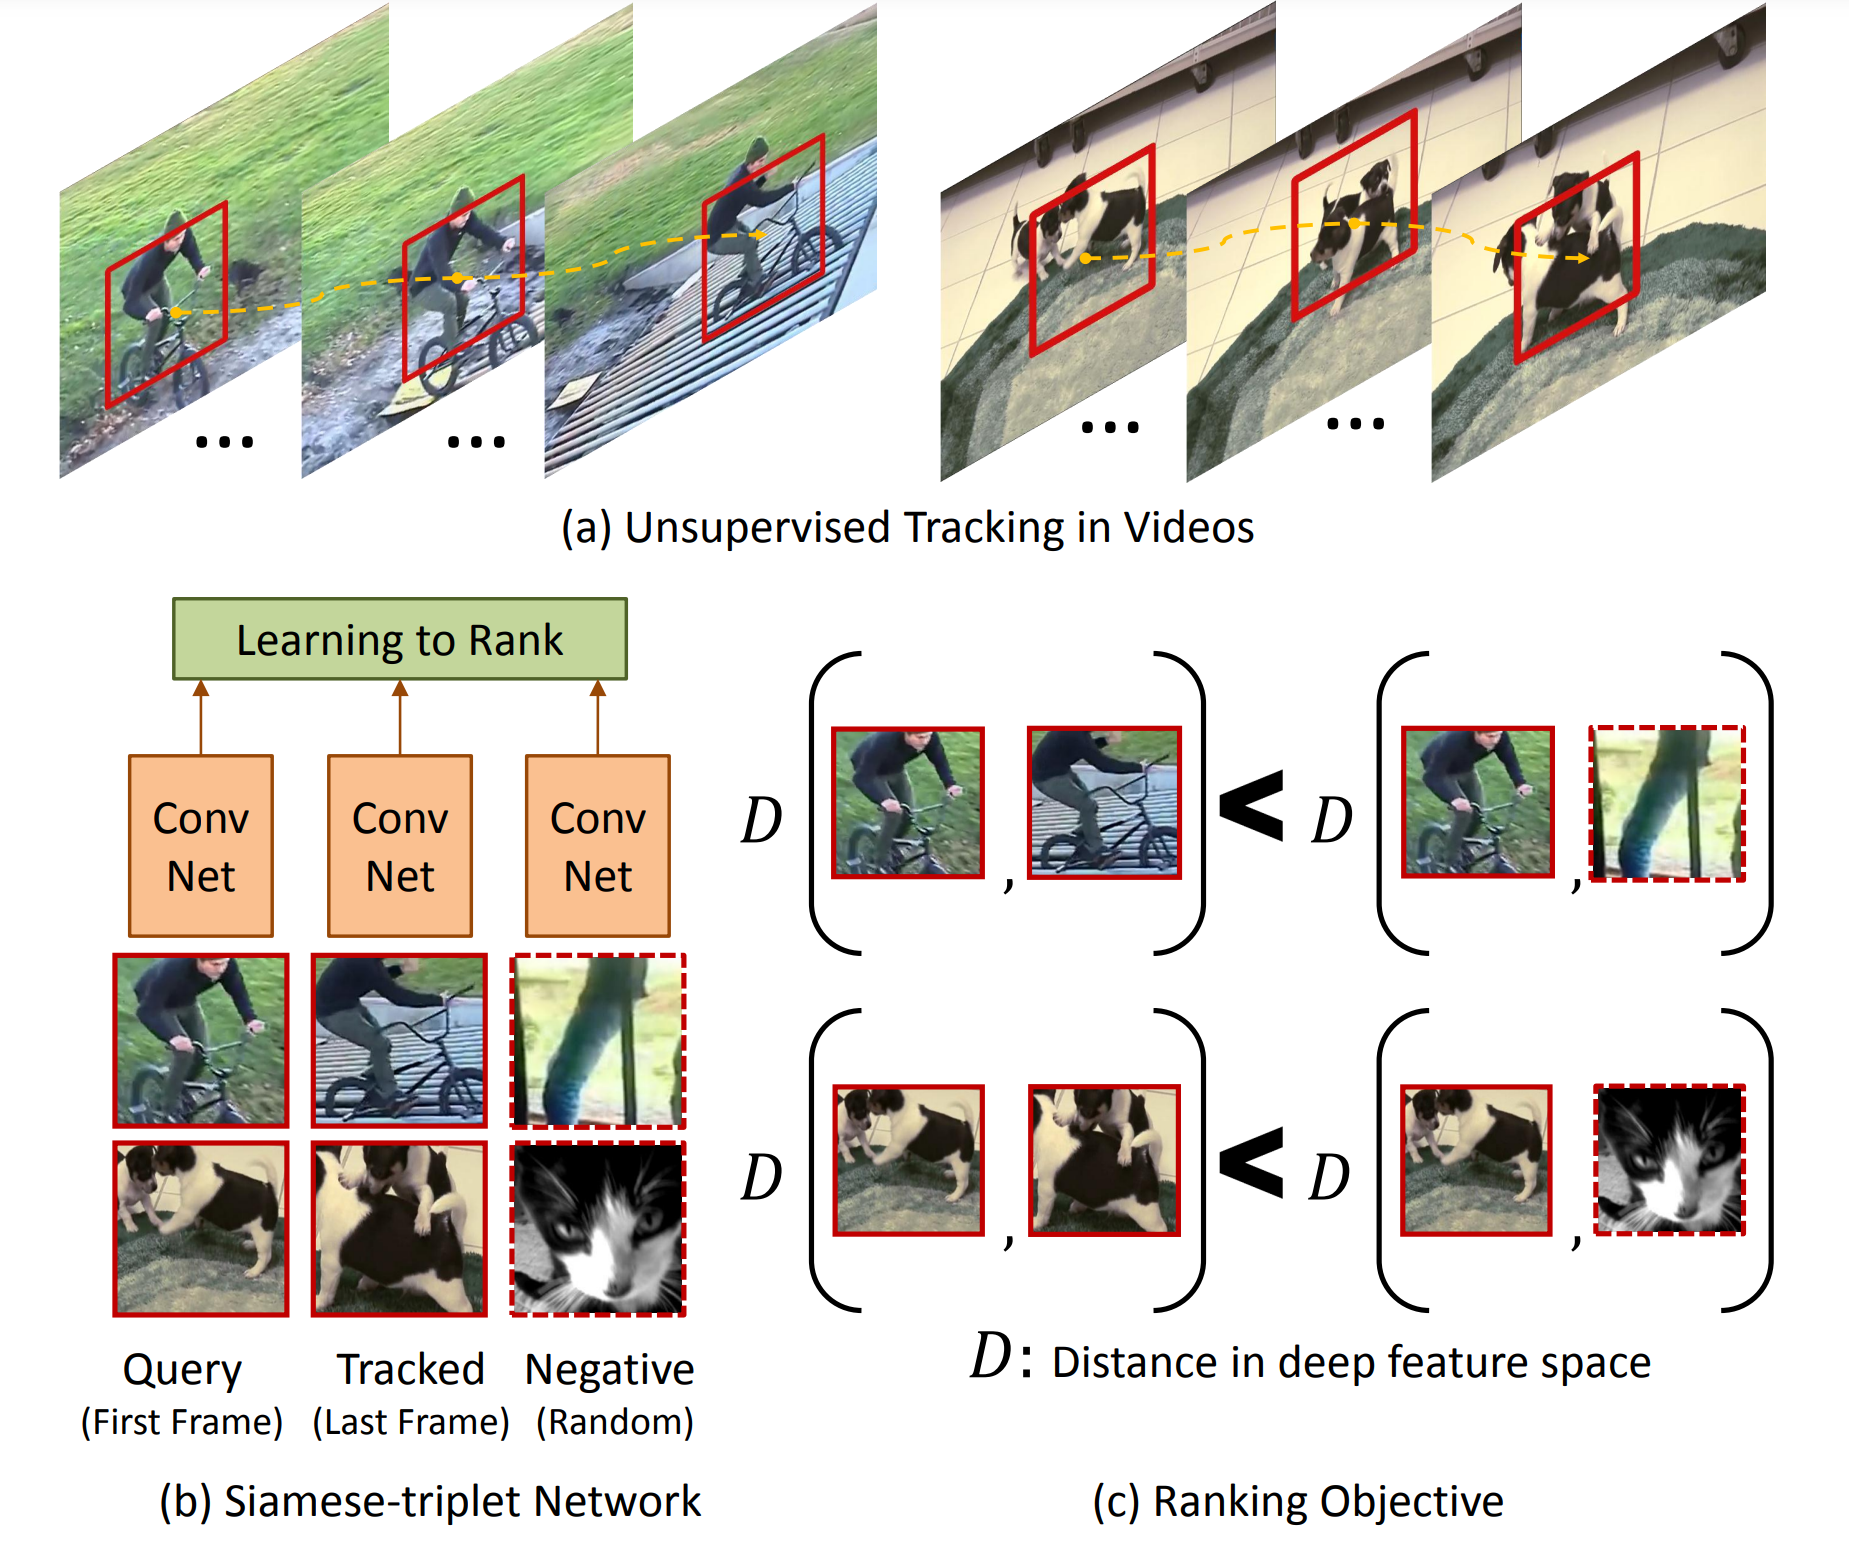 ... ... ... ...
(a) Unsupervised Tracking in Videos
Learning to Rank
Conv Net Conv Net Conv Net
D ( , ) < D ( , )
D ( , ) < D ( , )
D: Distance in deep feature space
Query Tracked Negative
(First Frame) (Last Frame) (Random)
(b) Siamese-triplet Network
(c) Ranking Objective